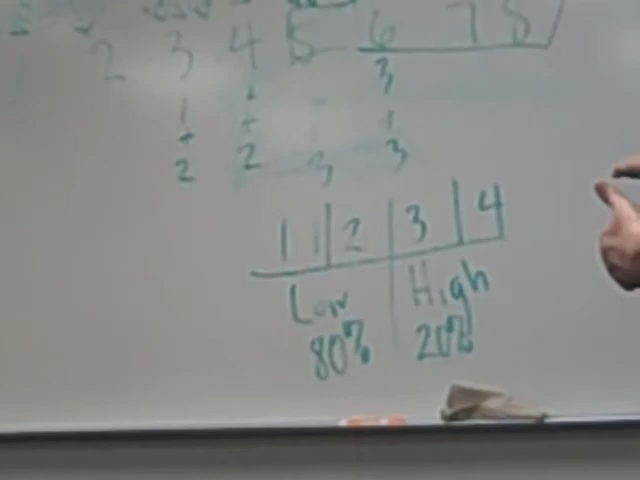 2 3 4 5 6 7 8
3
1 + 1 1
+
2 2 3 3
1 | 2 | 3 | 4
Low High
80% 20%